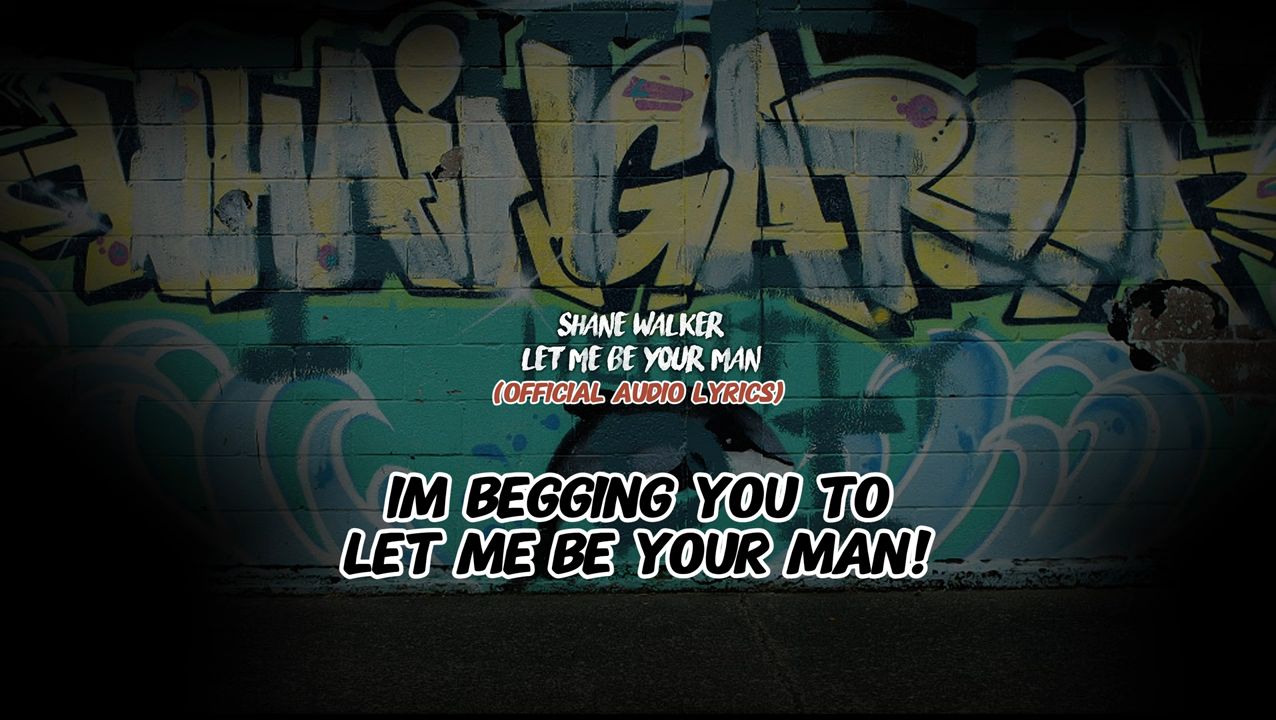 SHANE WALKER
LET ME BE YOUR MAN
(OFFICIAL AUDIO LYRICS)
IM BEGGING YOU TO
LET ME BE YOUR MAN!